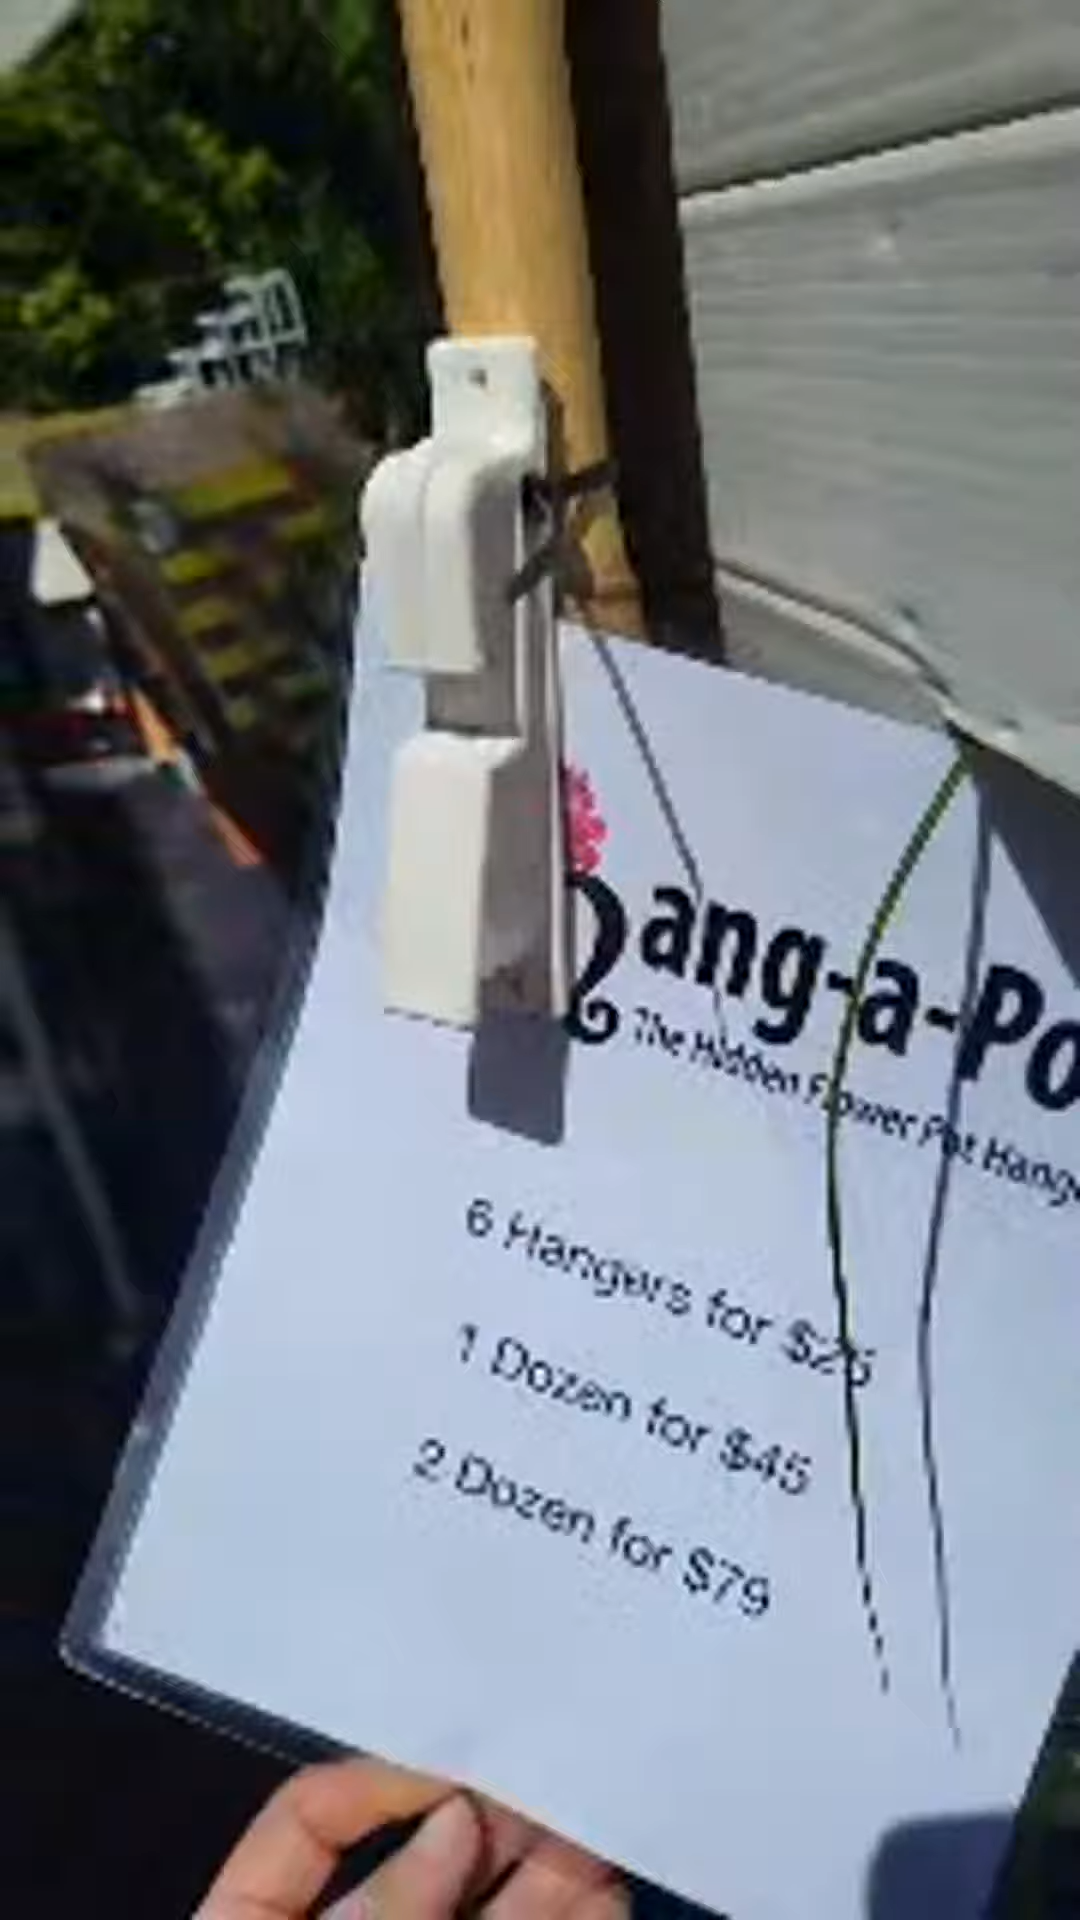 ang-a-Po
The Hidden Flower Pot Hange
6 Hangers for $25
1 Dozen for $45
2 Dozen for $79